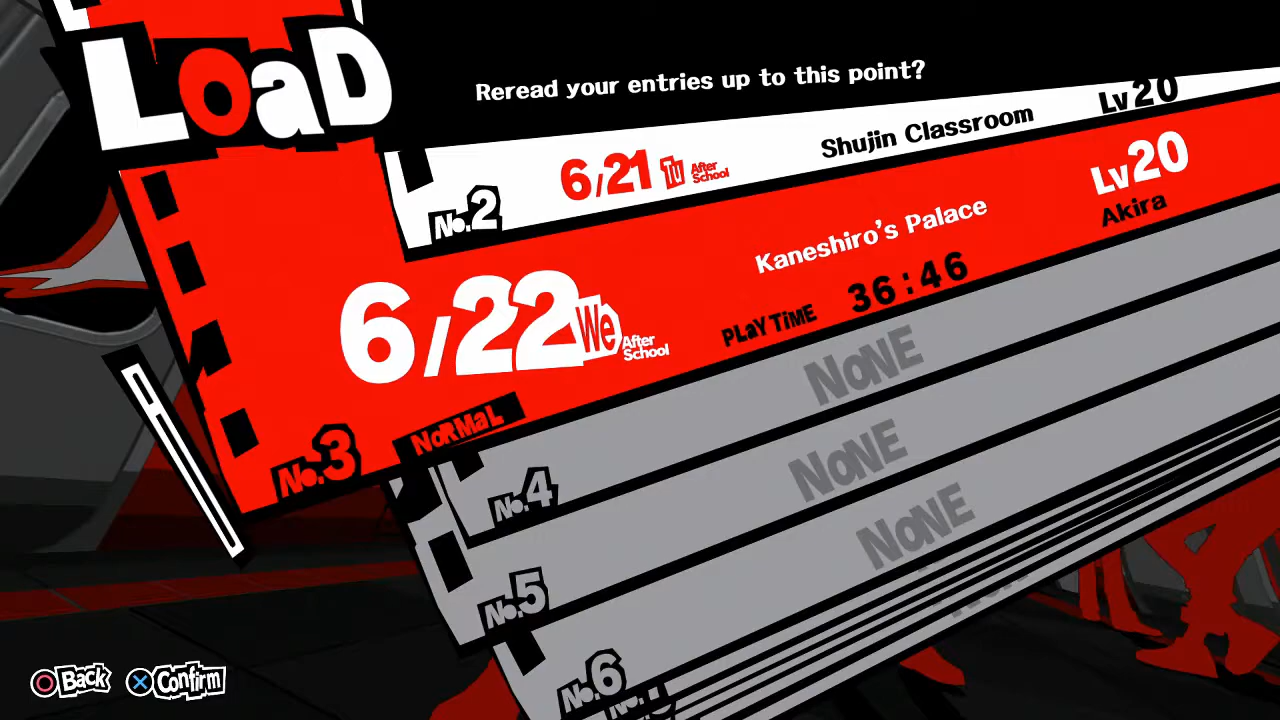 LoaD
Reread your entries up to this point?
No.2 6/21 Tu After School Shujin Classroom Lv20
No.3 6/22 We After School Kaneshiro's Palace Lv20
Akira
PLaY TiME 36:46
NoRMaL
No.4 NoNE
No.5 NoNE
No.6 NoNE
Back Confirm